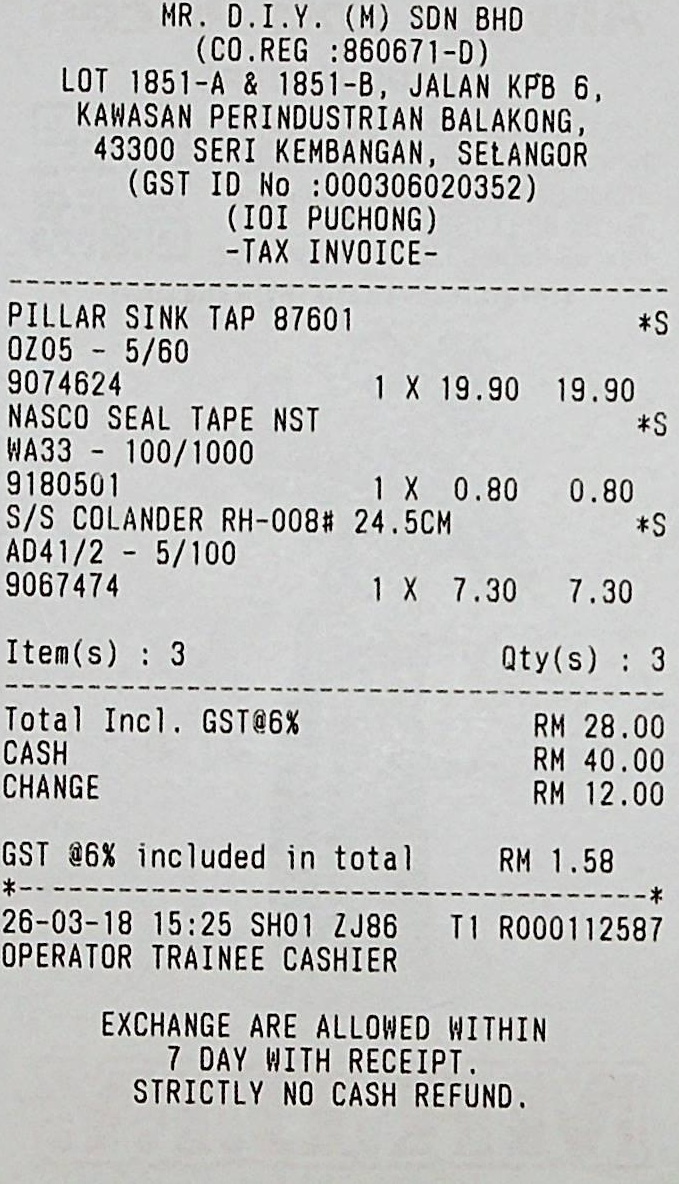 MR. D.I.Y. (M) SDN BHD
(CO.REG :860671-D)
LOT 1851-A & 1851-B, JALAN KPB 6,
KAWASAN PERINDUSTRIAN BALAKONG,
43300 SERI KEMBANGAN, SELANGOR
(GST ID No :000306020352)
(IOI PUCHONG)
-TAX INVOICE-
PILLAR SINK TAP 87601 *S
OZ05 - 5/60
9074624 1 X 19.90 19.90
NASCO SEAL TAPE NST *S
WA33 - 100/1000
9180501 1 X 0.80 0.80
S/S COLANDER RH-008# 24.5CM *S
AD41/2 - 5/100
9067474 1 X 7.30 7.30
Item(s) : 3 Qty(s) : 3
Total Incl. GST@6% RM 28.00
CASH RM 40.00
CHANGE RM 12.00
GST @6% included in total RM 1.58
26-03-18 15:25 SH01 ZJ86 T1 R000112587
OPERATOR TRAINEE CASHIER
EXCHANGE ARE ALLOWED WITHIN
7 DAY WITH RECEIPT.
STRICTLY NO CASH REFUND.